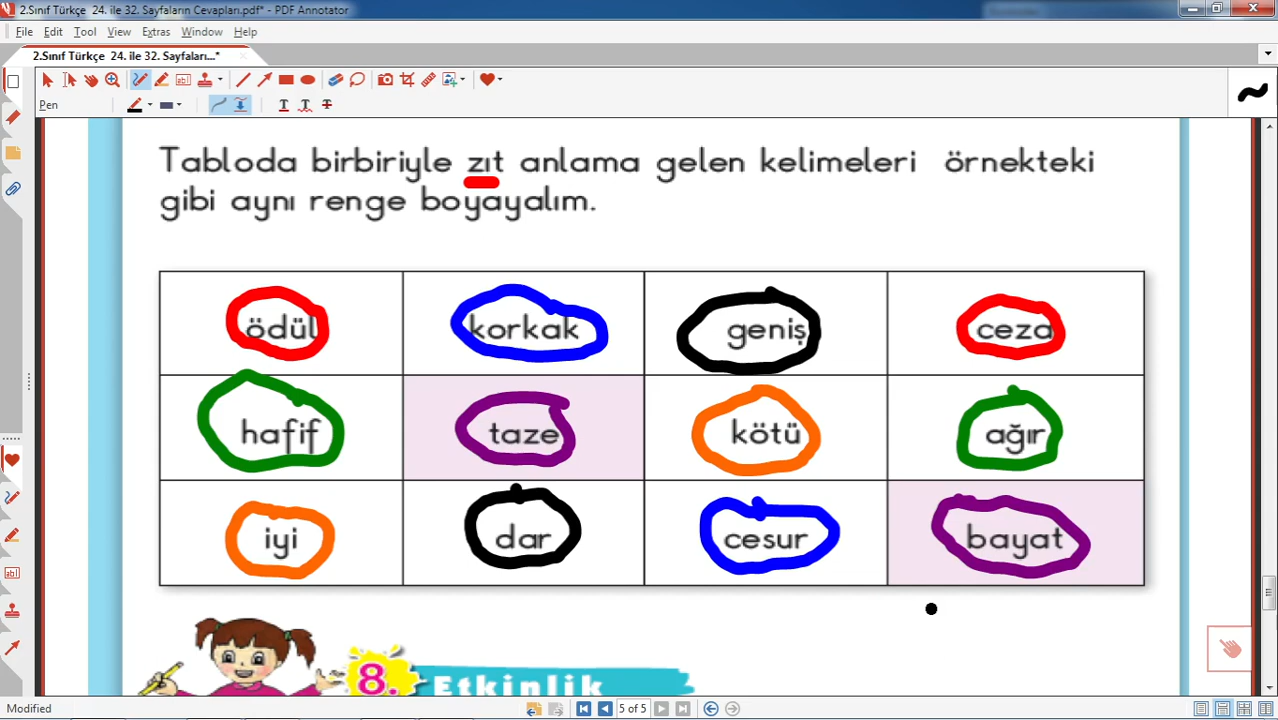 2.Sınıf Türkçe 24. ile 32. Sayfaların Cevapları.pdf* - PDF Annotator
File Edit Tool View Extras Window Help
2.Sınıf Türkçe 24. ile 32. Sayfaları...*
Pen
Tabloda birbiriyle zıt anlama gelen kelimeleri örnekteki
gibi aynı renge boyayalım.
ödül korkak geniş ceza
hafif taze kötü ağır
iyi dar cesur bayat
8. Etkinlik
Modified 5 of 5